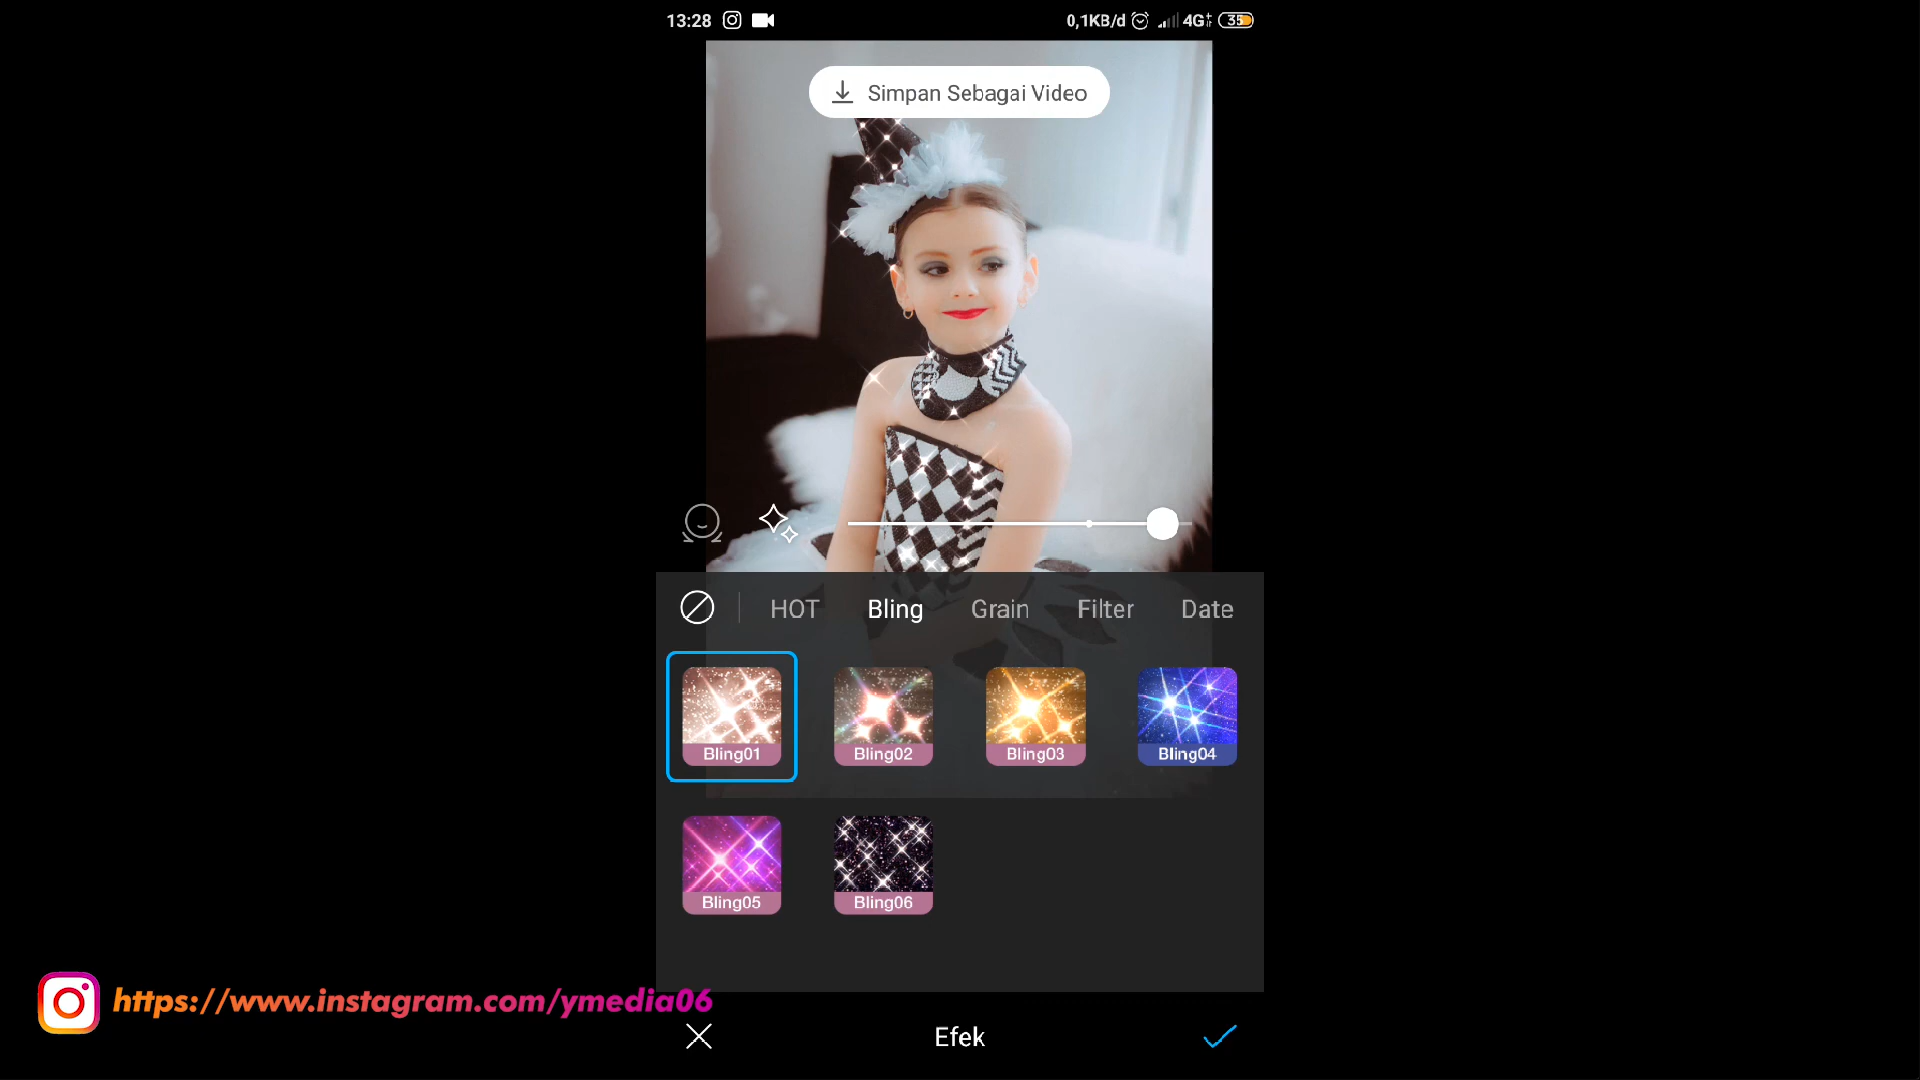 13:28
0,1KB/d 4G 35
Simpan Sebagai Video
HOT Bling Grain Filter Date
Bling01 Bling02 Bling03 Bling04
Bling05 Bling06
https://www.instagram.com/ymedia06
Efek